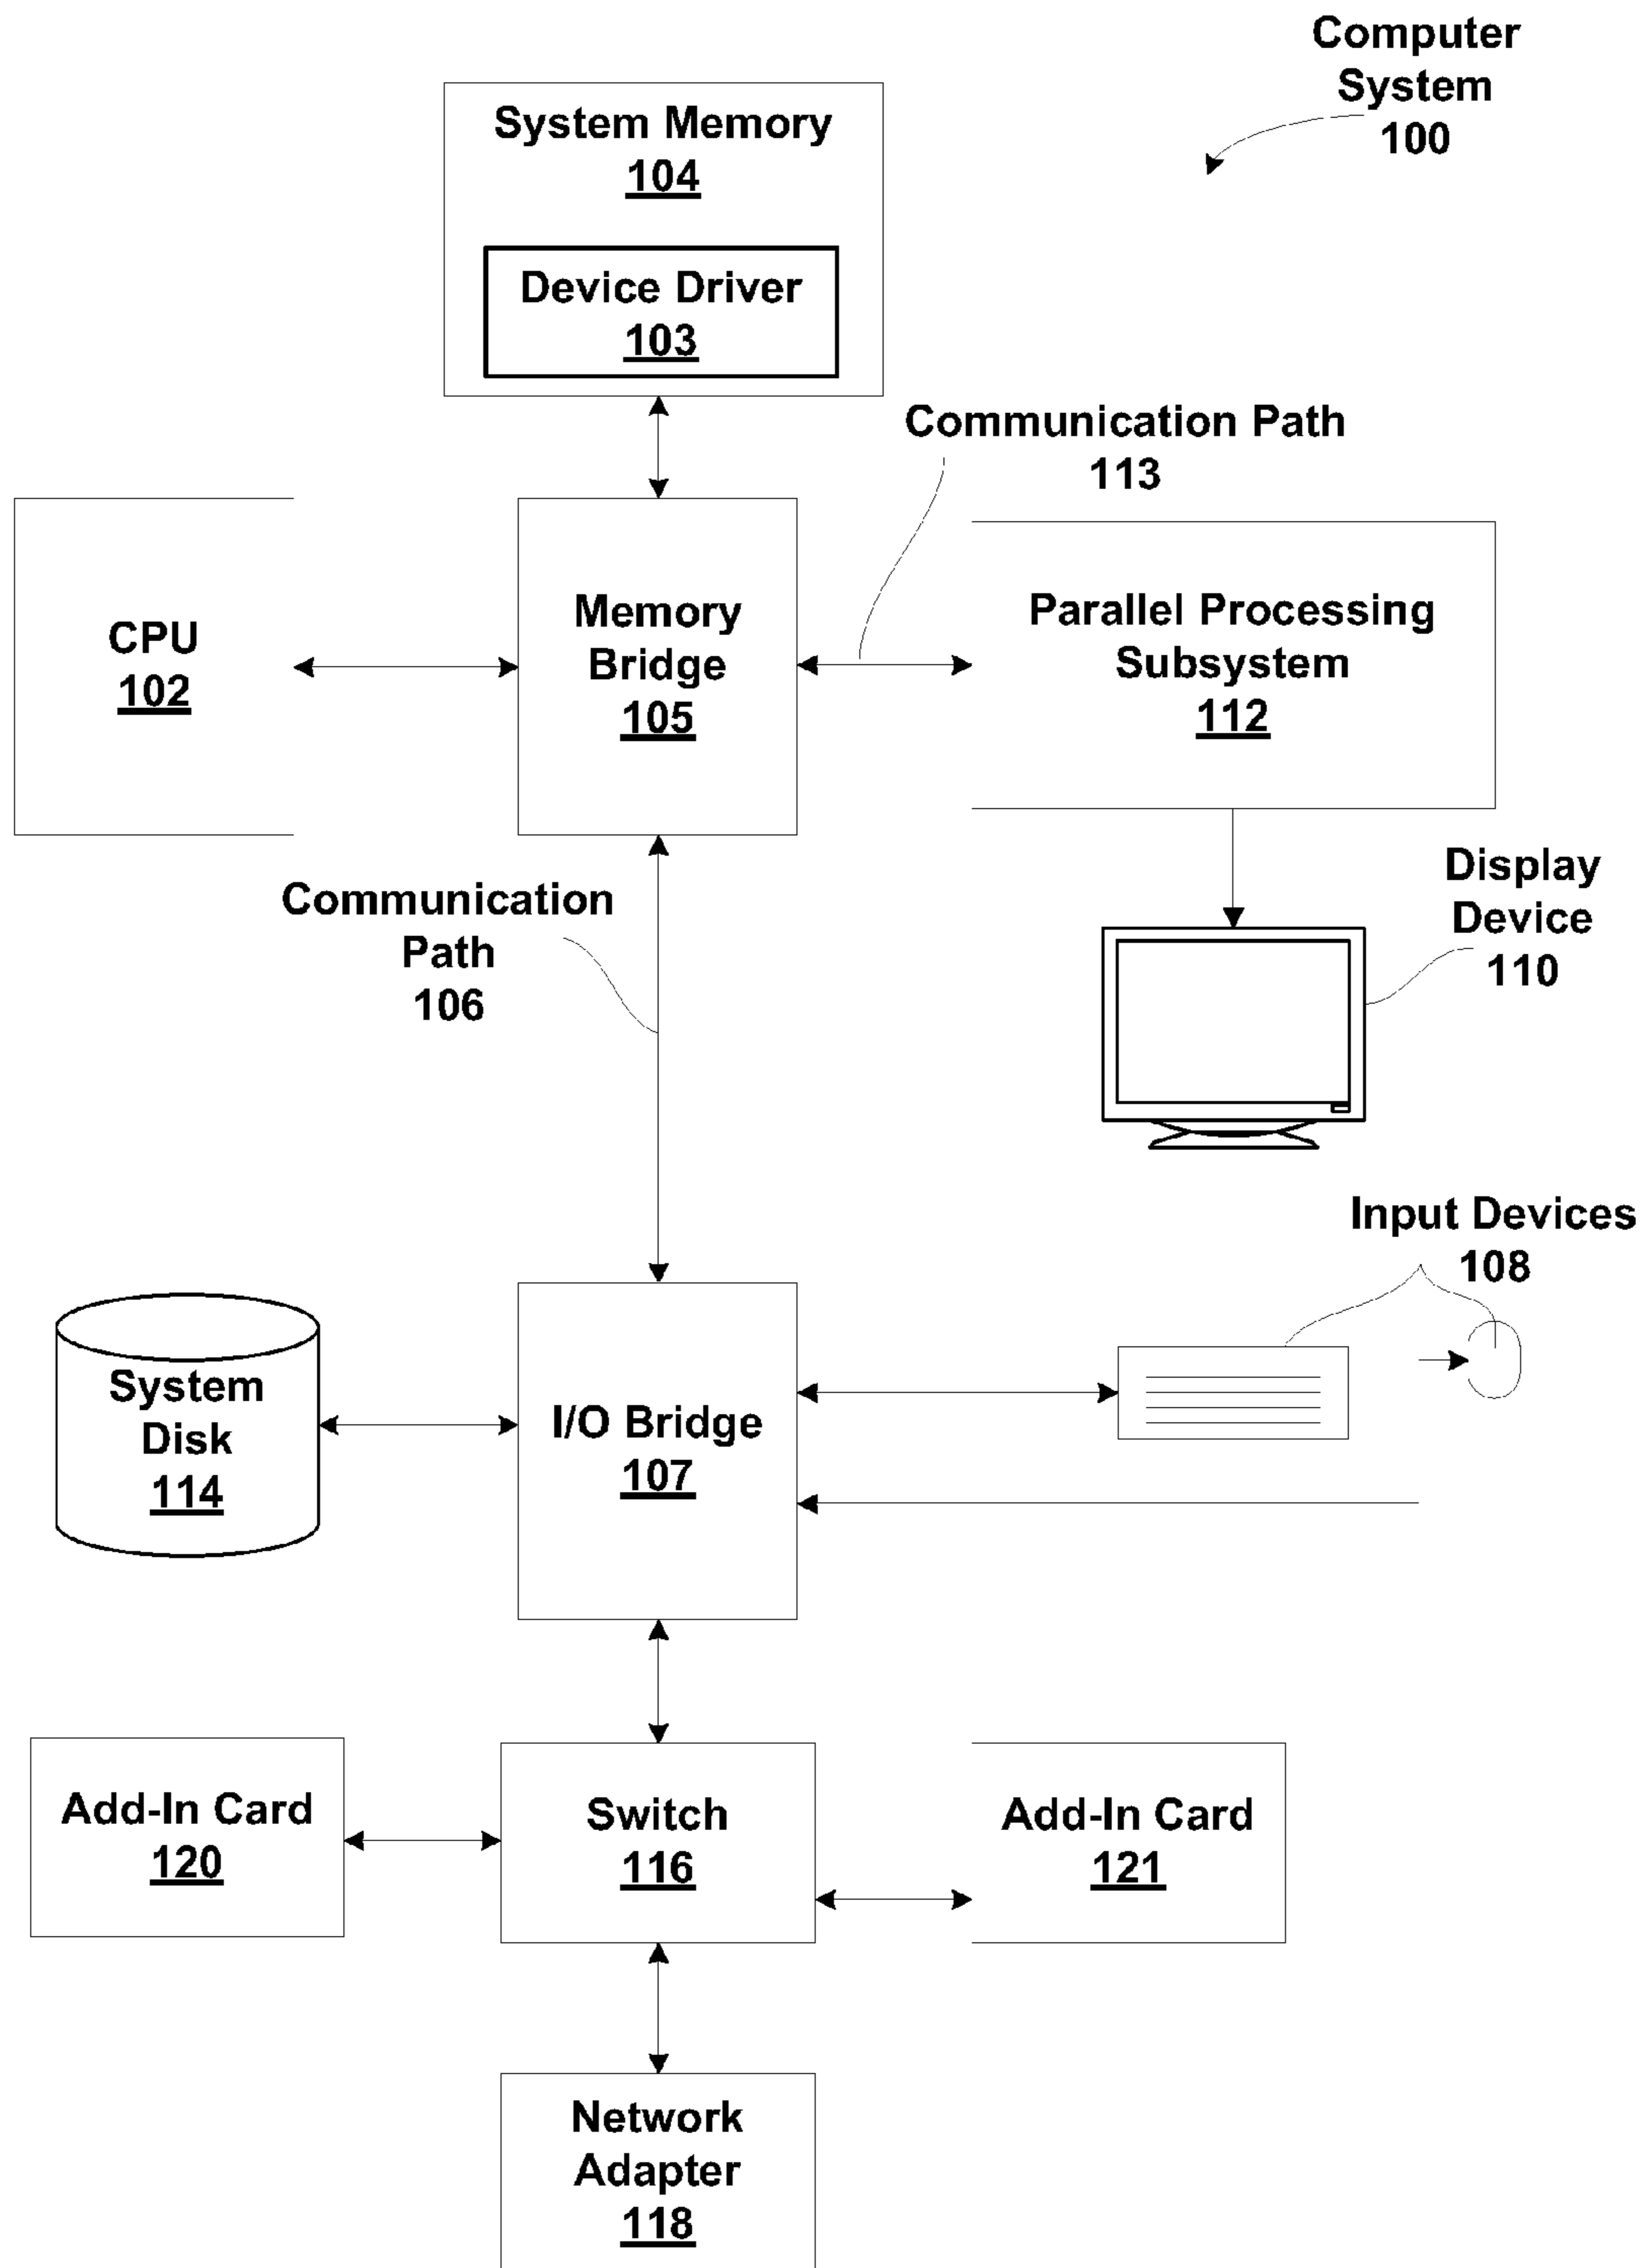 Computer
System
100
System Memory
104
Device Driver
103
Communication Path
113
CPU
102
Memory
Bridge
105
Parallel Processing
Subsystem
112
Communication
Path
106
Display
Device
110
Input Devices
108
System
Disk
114
I/O Bridge
107
Add-In Card
120
Switch
116
Add-In Card
121
Network
Adapter
118